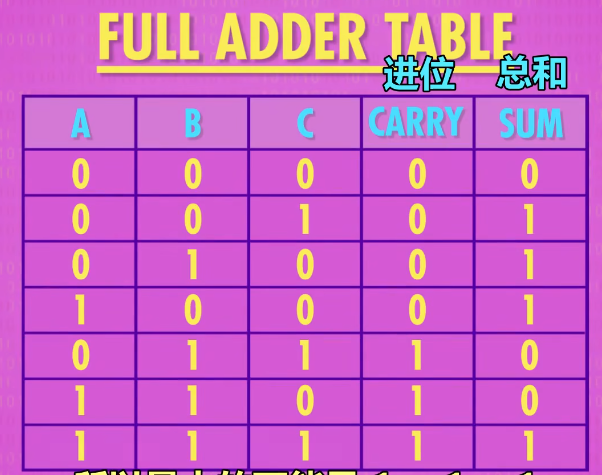 FULL ADDER TABLE
进位 总和
A B C CARRY SUM
0 0 0 0 0
0 0 1 0 1
0 1 0 0 1
1 0 0 0 1
0 1 1 1 0
1 1 0 1 0
1 1 1 1 1